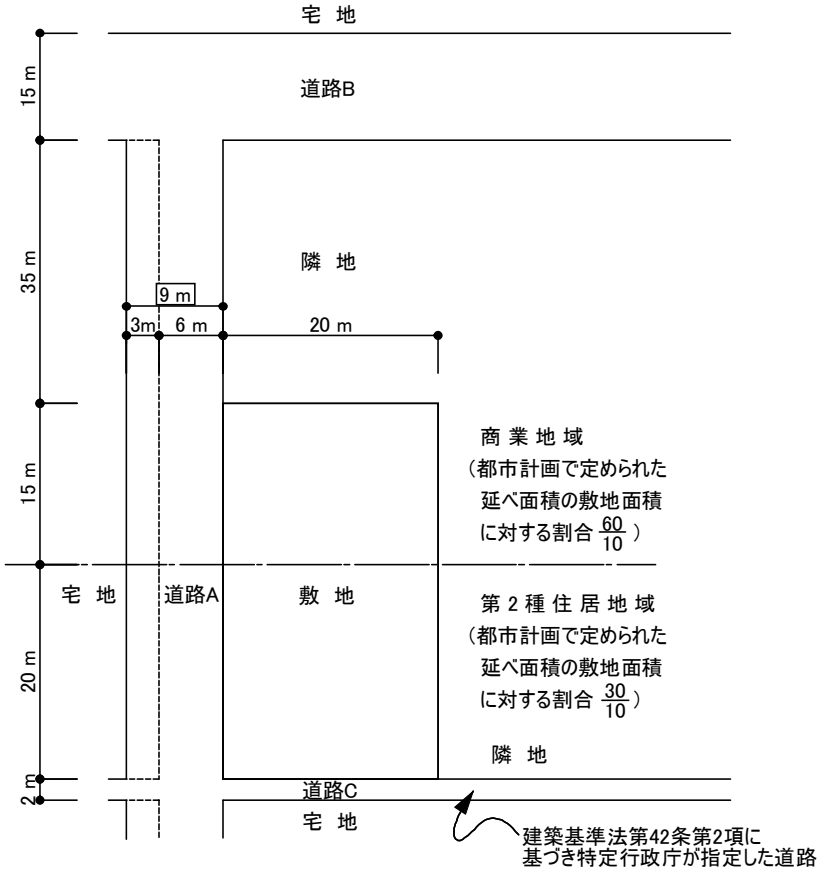 宅 地
15 m
道路B
35 m
隣 地
9 m
3m
6 m
20 m
15 m
商 業 地 域
（都市計画で定められた
延べ面積の敷地面積
に対する割合 60/10 ）
宅 地
道路A
敷 地
20 m
第 2 種 住 居 地 域
（都市計画で定められた
延べ面積の敷地面積
に対する割合 30/10 ）
隣 地
2 m
道路C
宅 地
建築基準法第42条第2項に
基づき特定行政庁が指定した道路